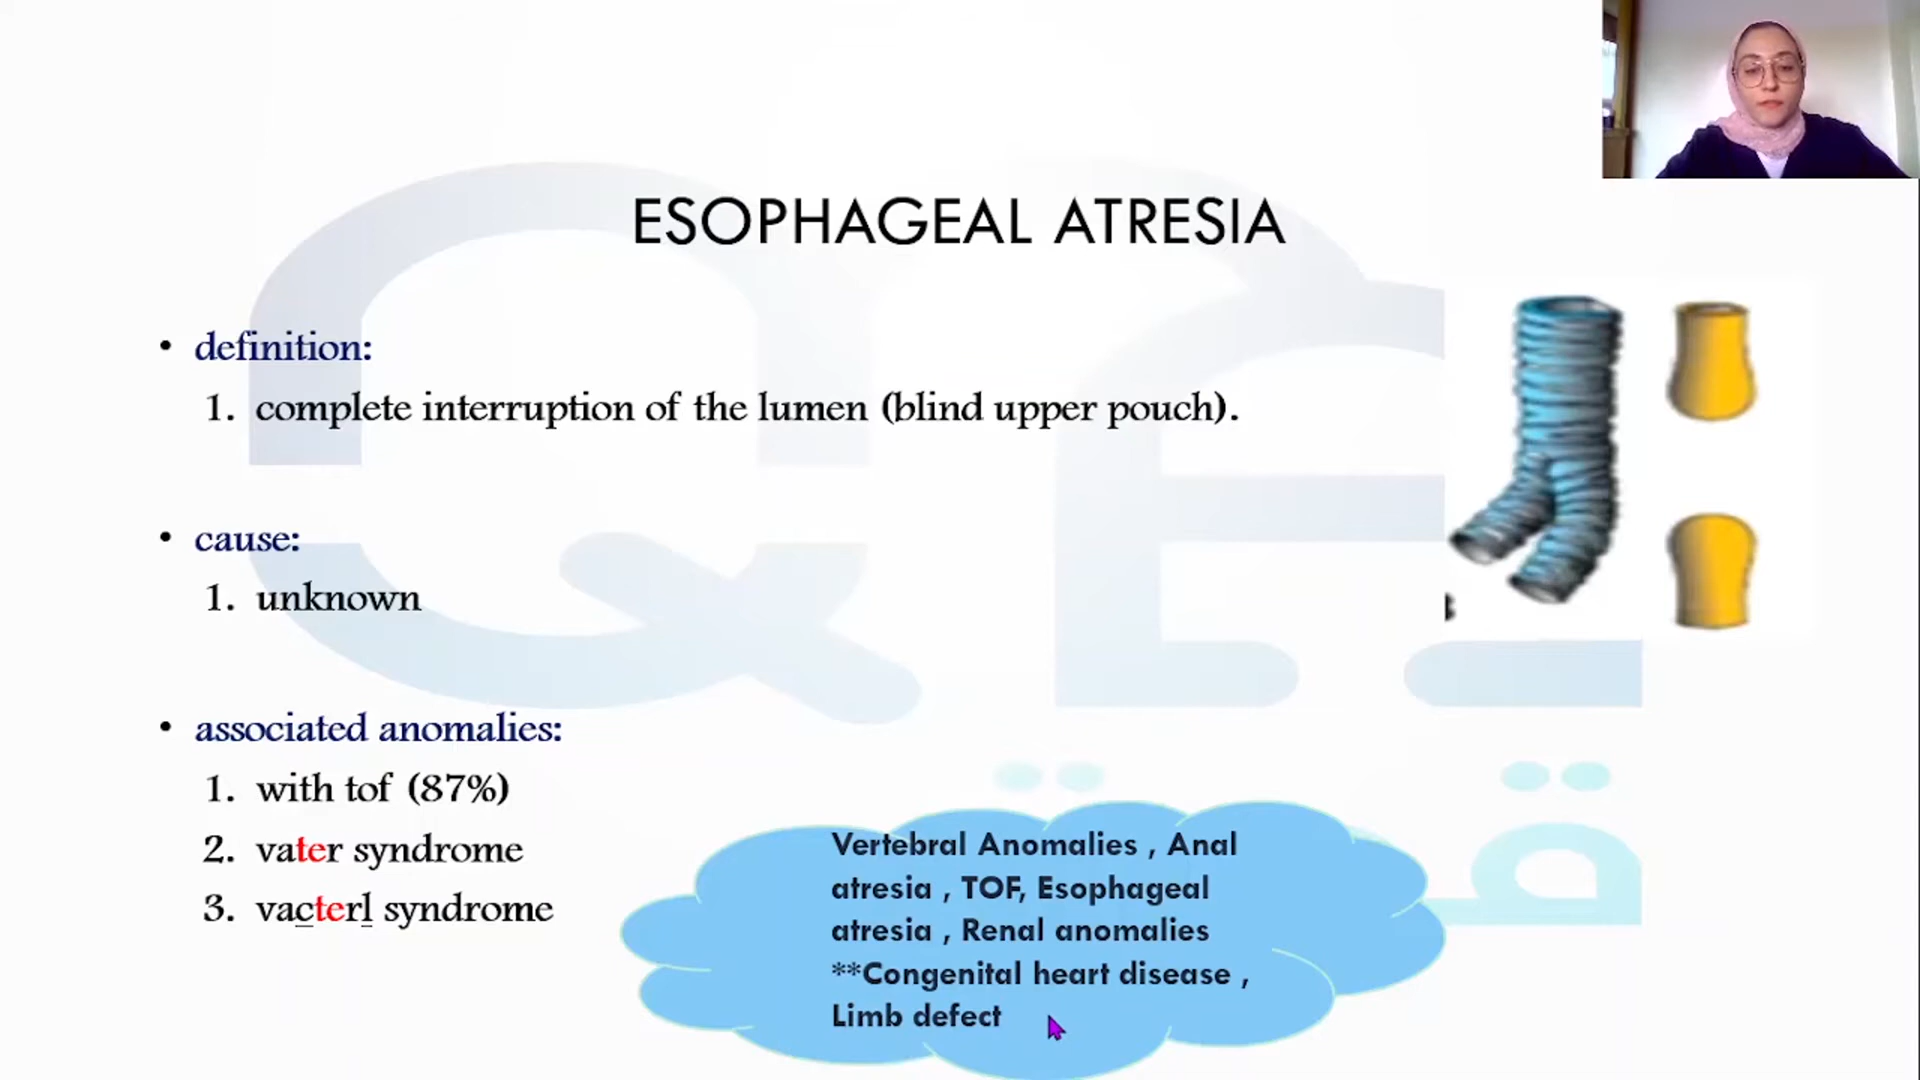 ESOPHAGEAL ATRESIA
• definition:
1. complete interruption of the lumen (blind upper pouch).
• cause:
1. unknown
• associated anomalies:
1. with tof (87%)
2. vater syndrome
3. vacterl syndrome
Vertebral Anomalies , Anal
atresia , TOF, Esophageal
atresia , Renal anomalies
**Congenital heart disease ,
Limb defect